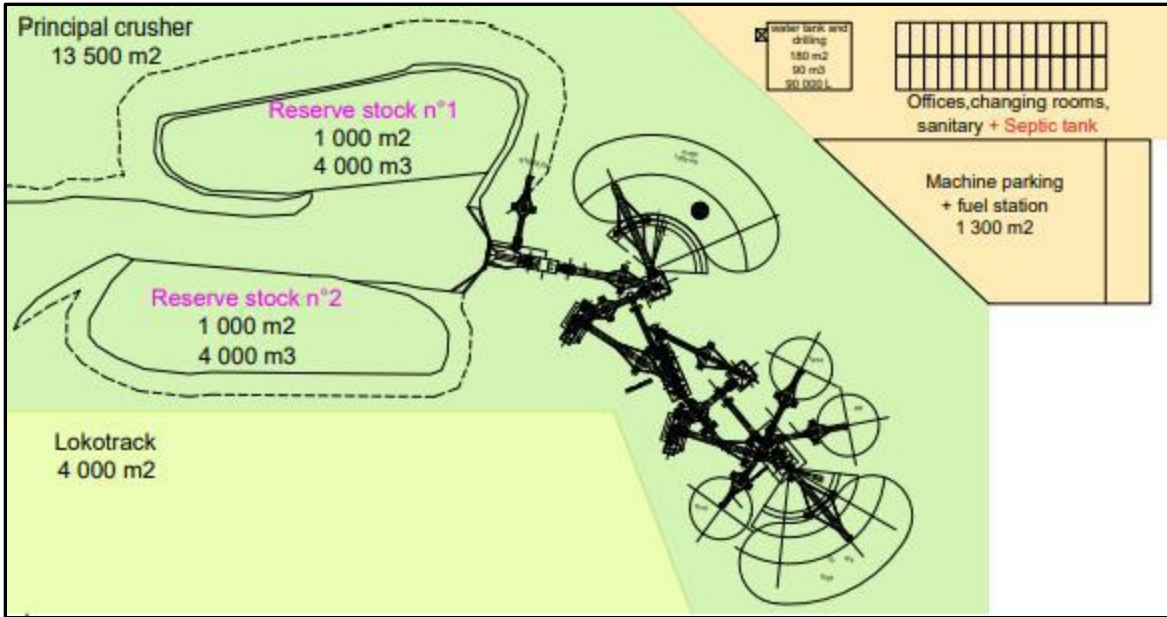 Principal crusher
13 500 m2
Reserve stock n°1
1 000 m2
4 000 m3
Reserve stock n°2
1 000 m2
4 000 m3
Lokotrack
4 000 m2
water tank and
drilling
180 m2
90 m3
90 000 L
Offices,changing rooms,
sanitary + Septic tank
Machine parking
+ fuel station
1 300 m2